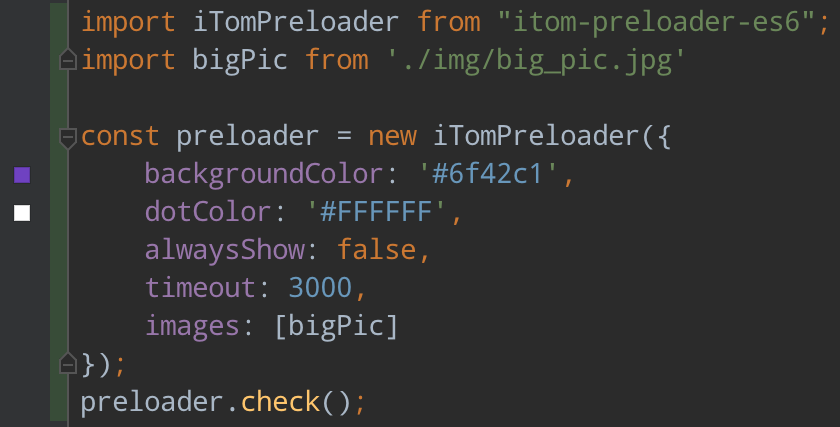 import iTomPreloader from "itom-preloader-es6";
import bigPic from './img/big_pic.jpg'

const preloader = new iTomPreloader({
    backgroundColor: '#6f42c1',
    dotColor: '#FFFFFF',
    alwaysShow: false,
    timeout: 3000,
    images: [bigPic]
});
preloader.check();